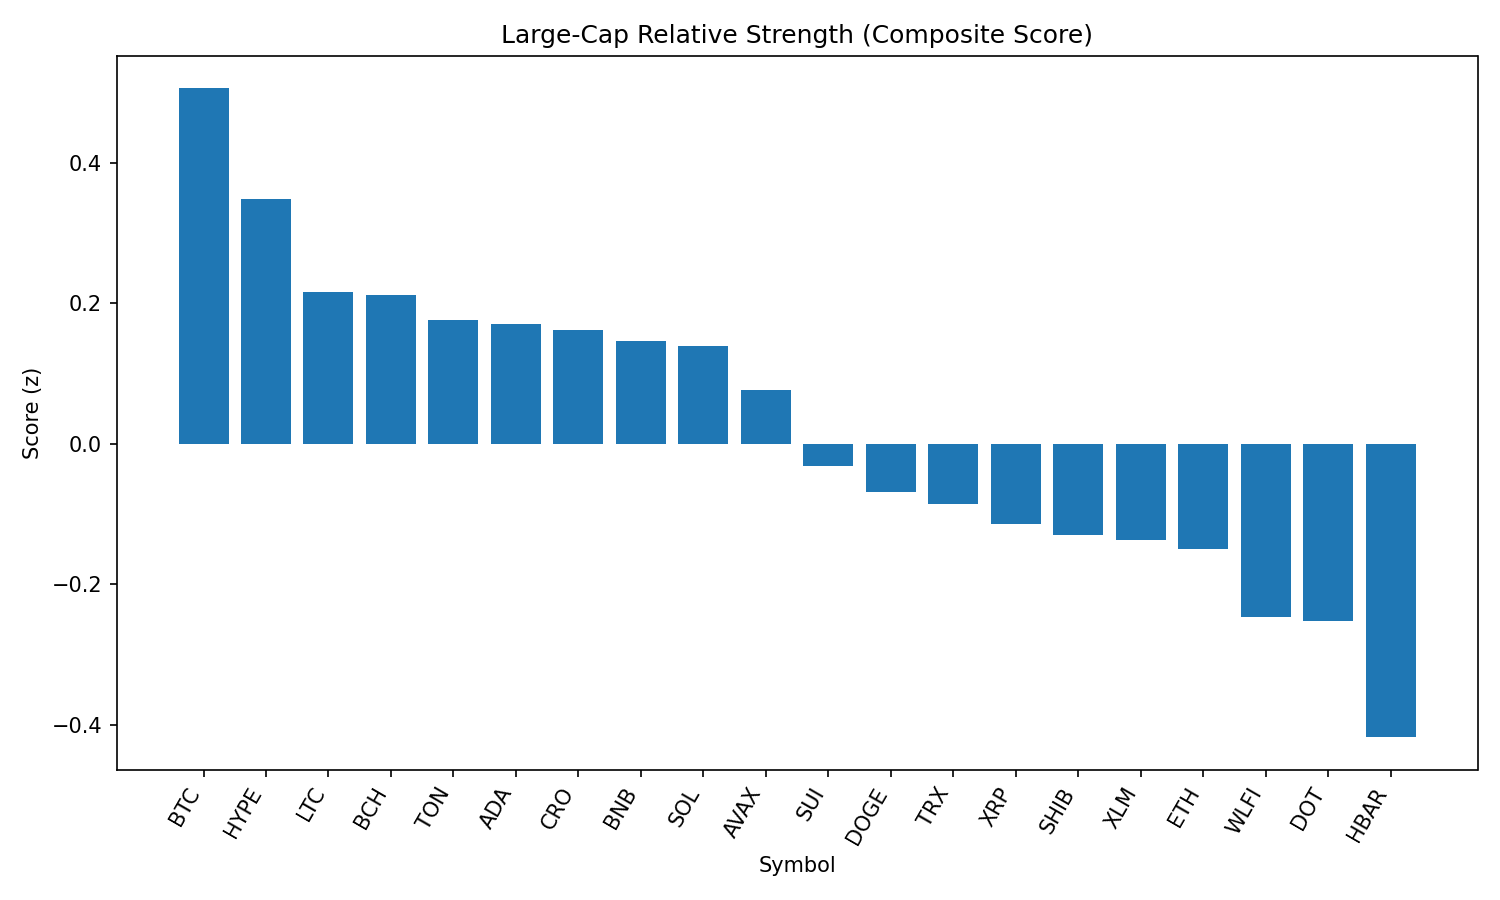 Large-Cap Relative Strength (Composite Score)
Score (z)
0.4
0.2
0.0
−0.2
−0.4
BTC
HYPE
LTC
BCH
TON
ADA
CRO
BNB
SOL
AVAX
SUI
DOGE
TRX
XRP
SHIB
XLM
ETH
WLFI
DOT
HBAR
Symbol